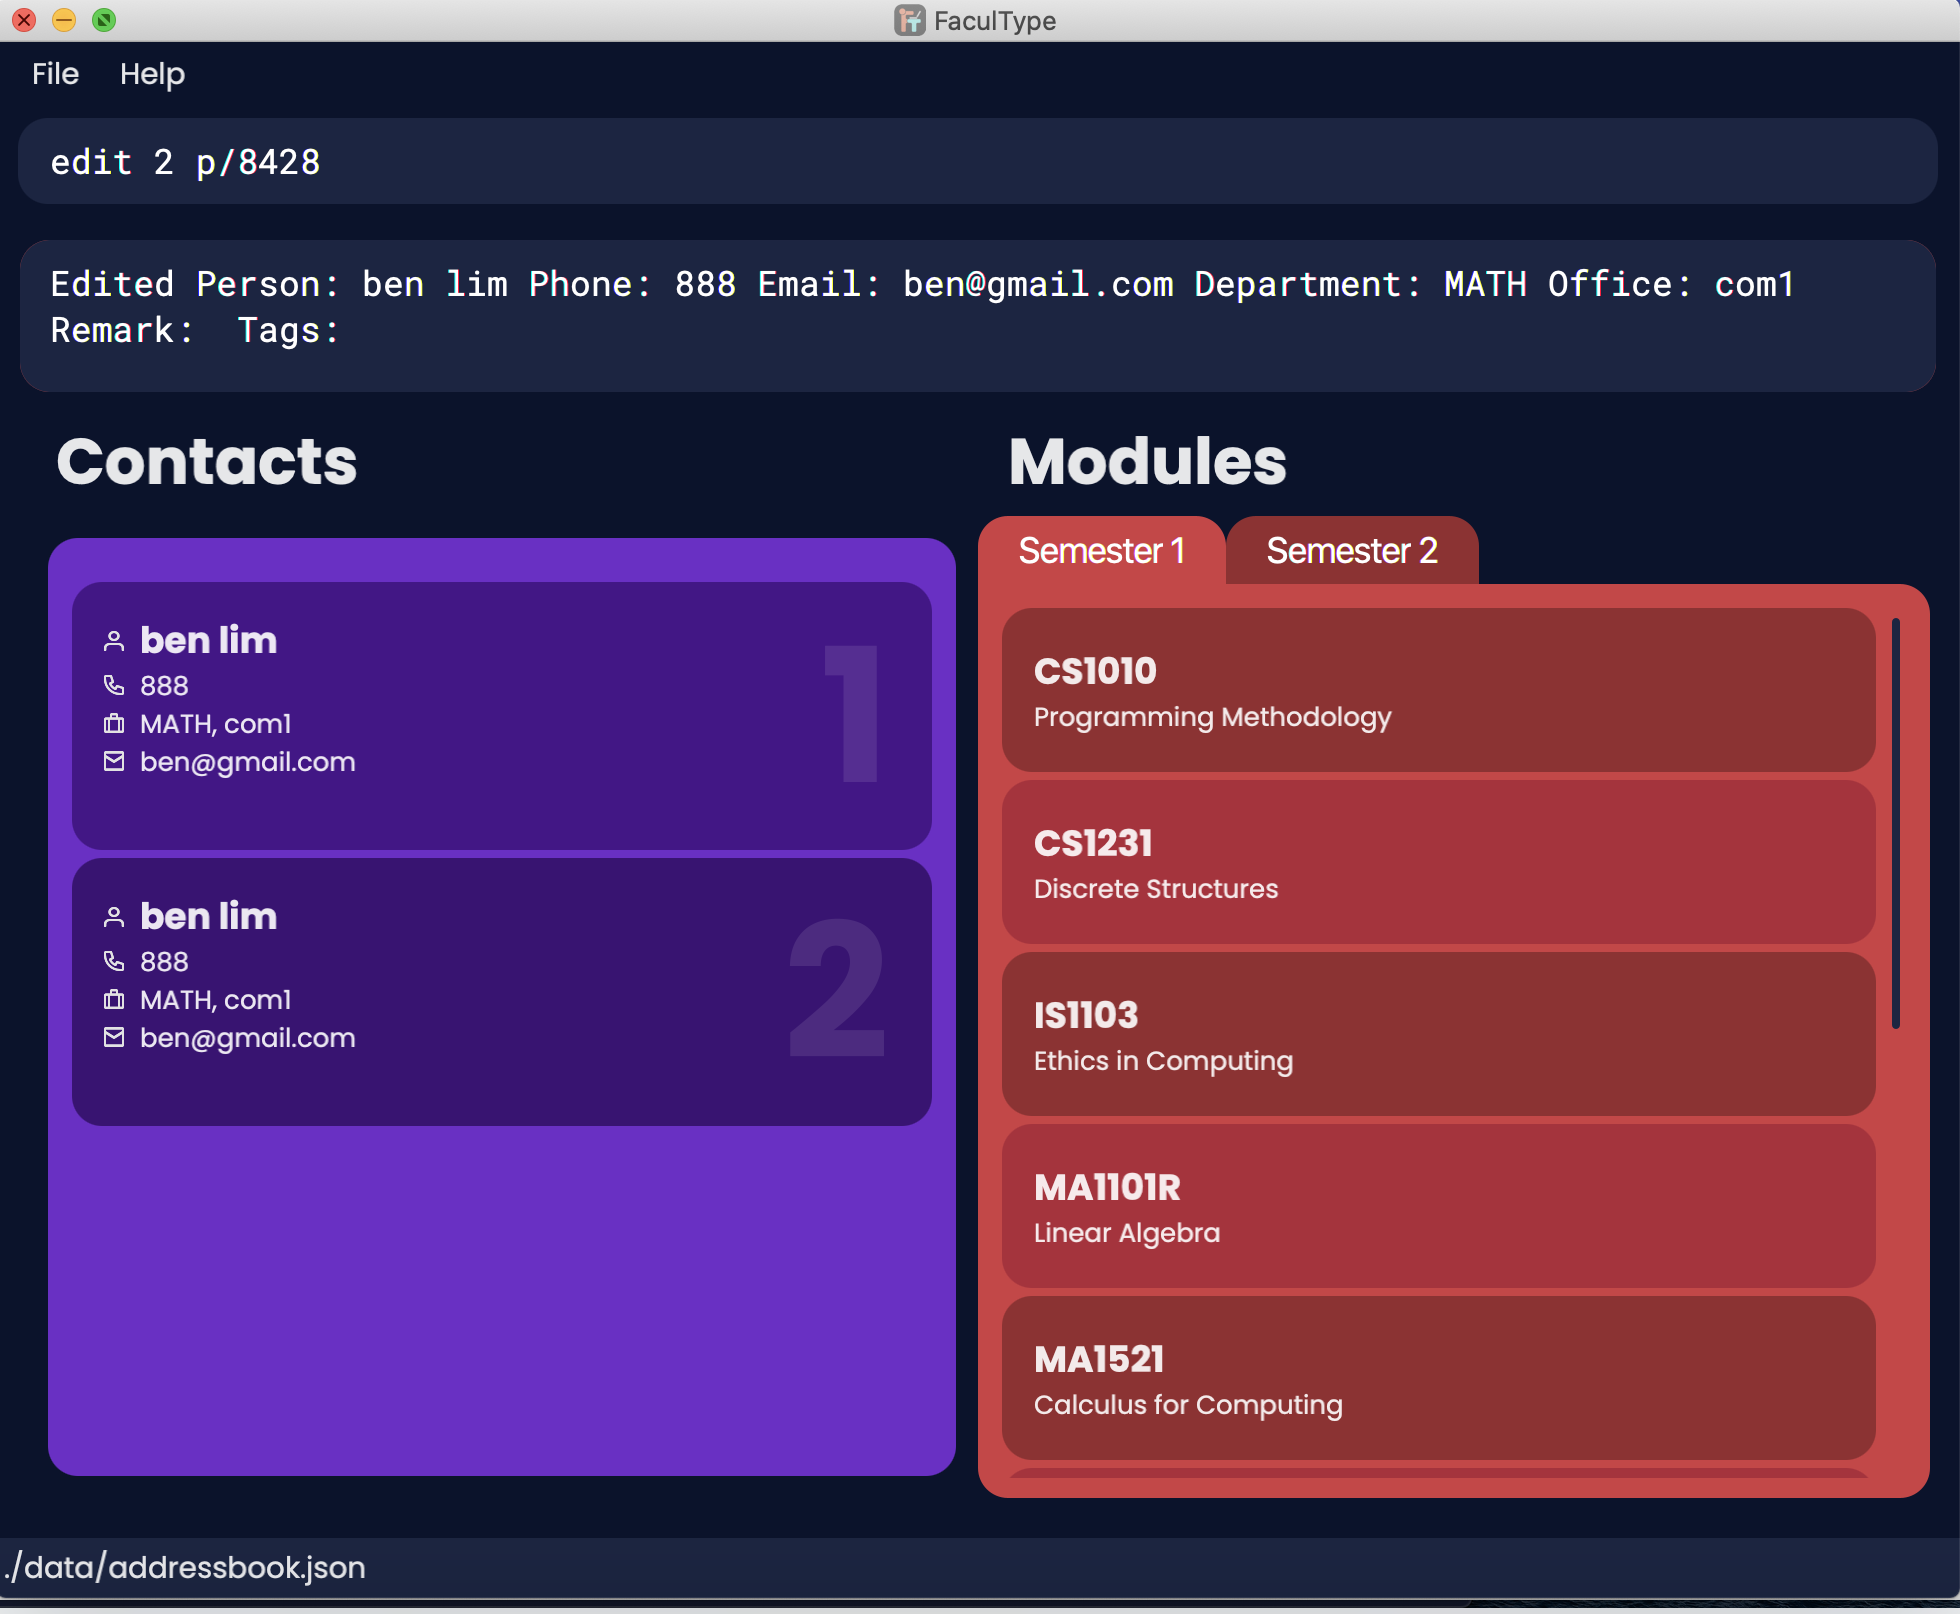 FaculType
File Help
edit 2 p/8428
Edited Person: ben lim Phone: 888 Email: ben@gmail.com Department: MATH Office: com1
Remark:  Tags:
Contacts
ben lim
888
MATH, com1
ben@gmail.com
1
ben lim
888
MATH, com1
ben@gmail.com
2
Modules
Semester 1 Semester 2
CS1010
Programming Methodology
CS1231
Discrete Structures
IS1103
Ethics in Computing
MA1101R
Linear Algebra
MA1521
Calculus for Computing
./data/addressbook.json